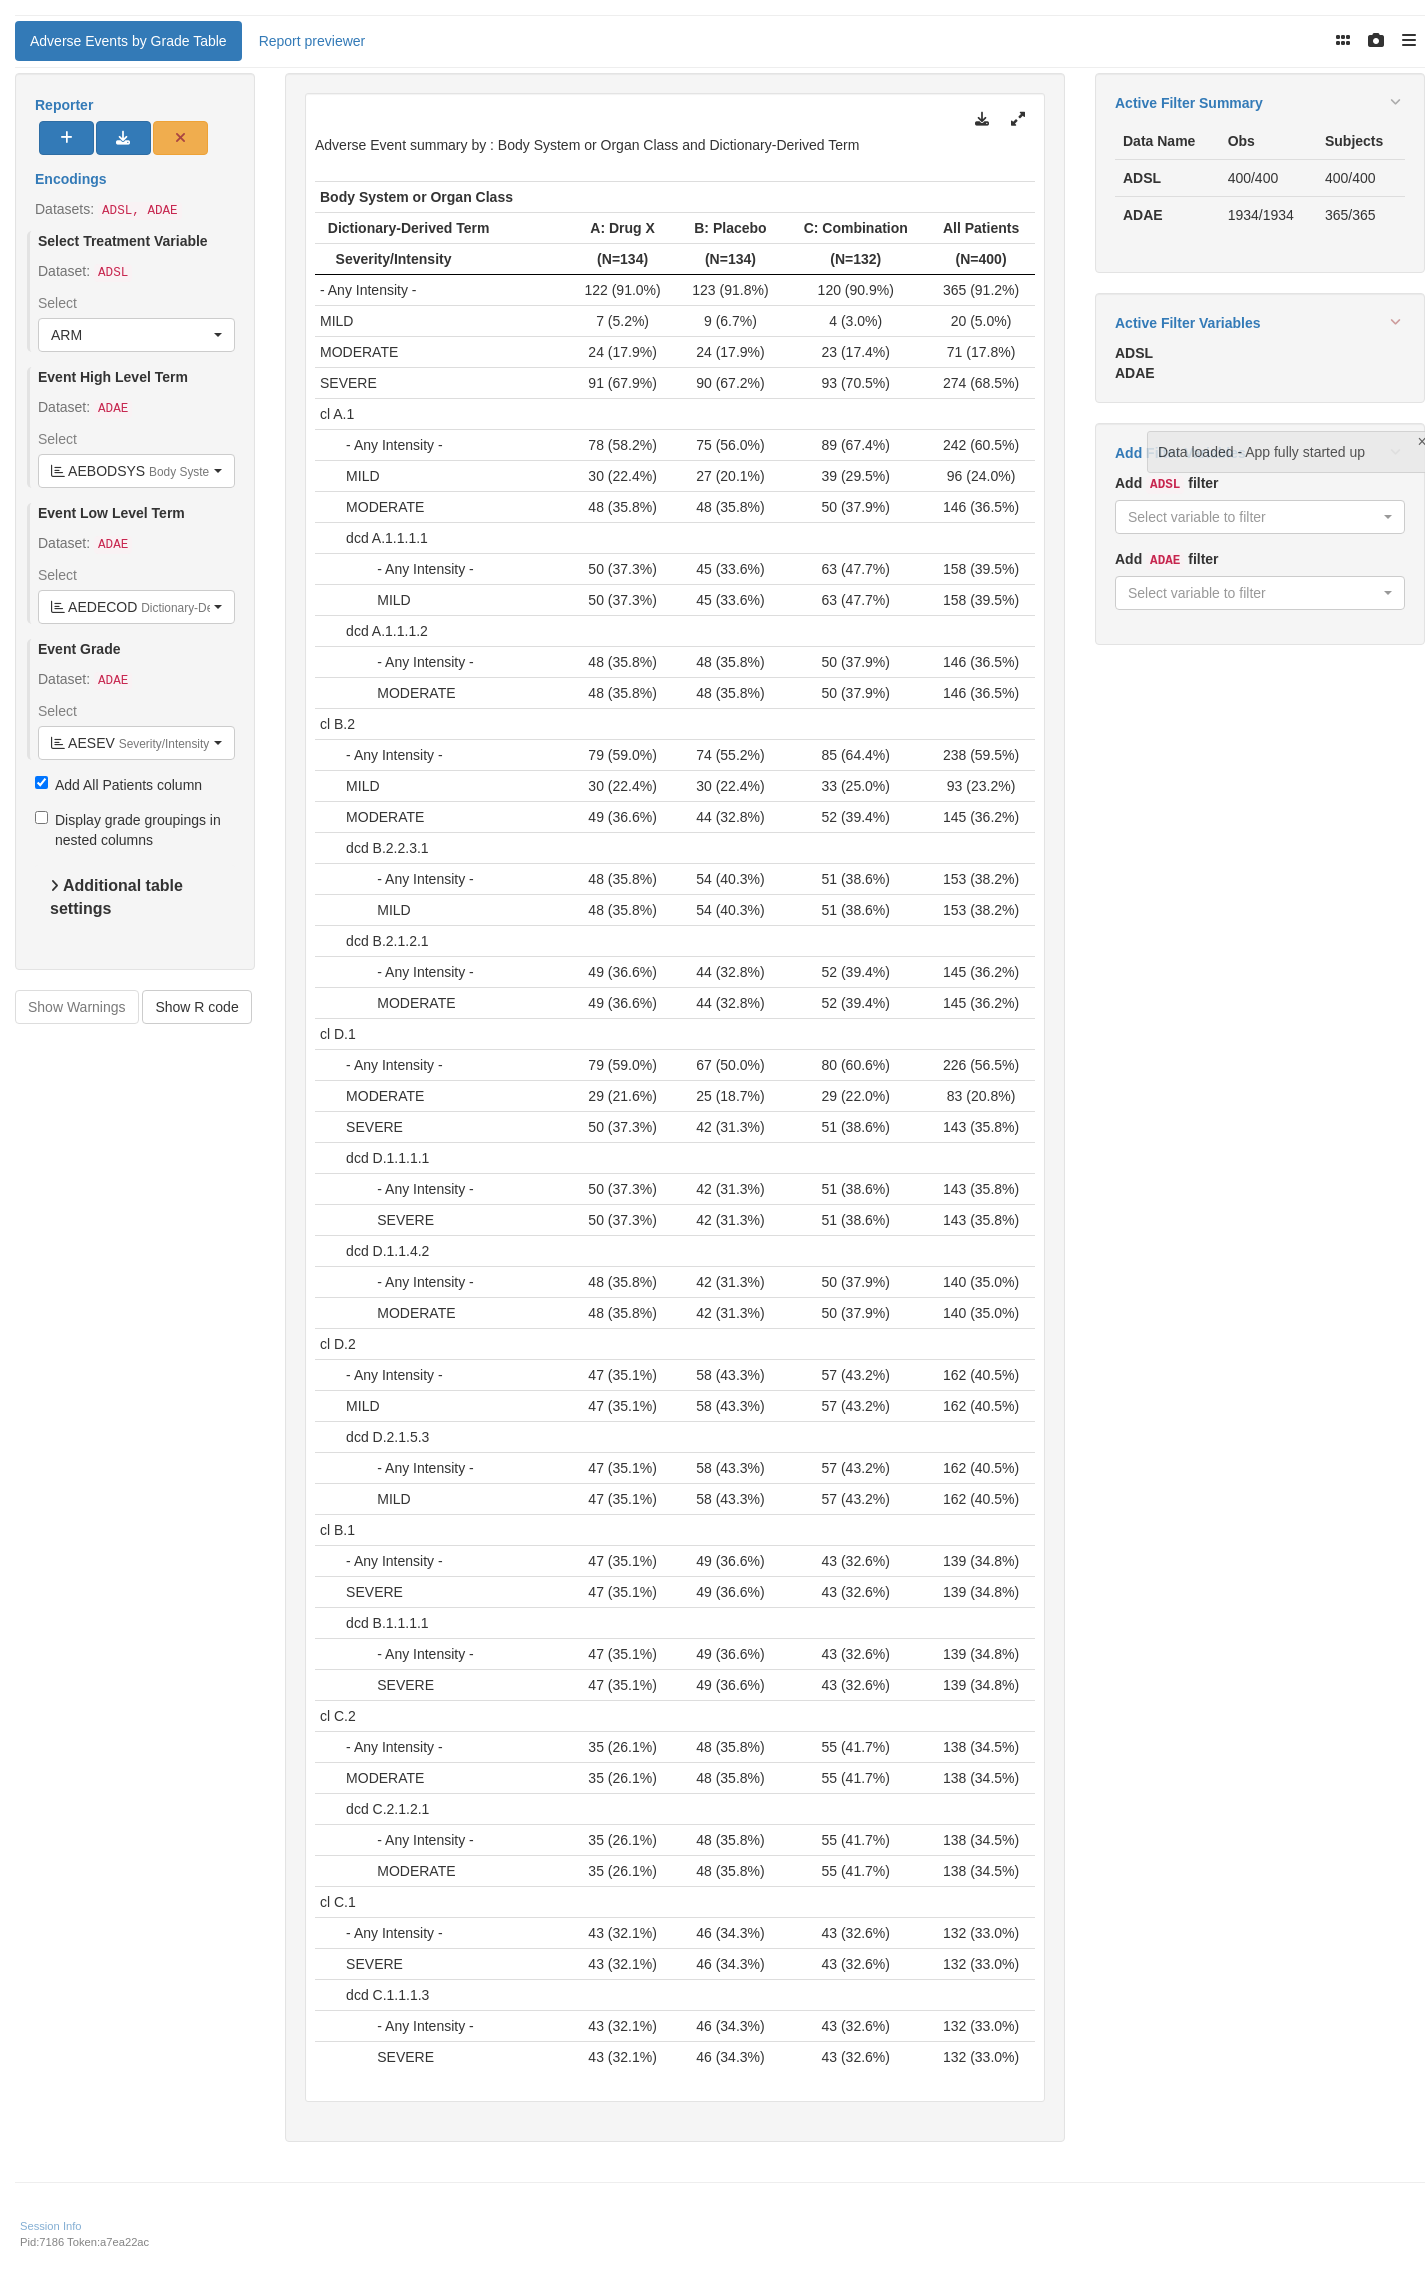 Adverse Events by Grade Table Report previewer
Reporter
Encodings
Datasets: ADSL, ADAE
Select Treatment Variable
Dataset: ADSL
Select
ARM
Event High Level Term
Dataset: ADAE
Select
AEBODSYS Body Syste
Event Low Level Term
Dataset: ADAE
Select
AEDECOD Dictionary-De
Event Grade
Dataset: ADAE
Select
AESEV Severity/Intensity
Add All Patients column
Display grade groupings in
nested columns
Additional table
settings
Show Warnings Show R code
Adverse Event summary by : Body System or Organ Class and Dictionary-Derived Term
Body System or Organ Class
Dictionary-Derived Term A: Drug X B: Placebo C: Combination All Patients
Severity/Intensity (N=134) (N=134) (N=132) (N=400)
- Any Intensity - 122 (91.0%) 123 (91.8%) 120 (90.9%) 365 (91.2%)
MILD 7 (5.2%) 9 (6.7%) 4 (3.0%) 20 (5.0%)
MODERATE 24 (17.9%) 24 (17.9%) 23 (17.4%) 71 (17.8%)
SEVERE 91 (67.9%) 90 (67.2%) 93 (70.5%) 274 (68.5%)
cl A.1
- Any Intensity - 78 (58.2%) 75 (56.0%) 89 (67.4%) 242 (60.5%)
MILD 30 (22.4%) 27 (20.1%) 39 (29.5%) 96 (24.0%)
MODERATE 48 (35.8%) 48 (35.8%) 50 (37.9%) 146 (36.5%)
dcd A.1.1.1.1
- Any Intensity - 50 (37.3%) 45 (33.6%) 63 (47.7%) 158 (39.5%)
MILD 50 (37.3%) 45 (33.6%) 63 (47.7%) 158 (39.5%)
dcd A.1.1.1.2
- Any Intensity - 48 (35.8%) 48 (35.8%) 50 (37.9%) 146 (36.5%)
MODERATE 48 (35.8%) 48 (35.8%) 50 (37.9%) 146 (36.5%)
cl B.2
- Any Intensity - 79 (59.0%) 74 (55.2%) 85 (64.4%) 238 (59.5%)
MILD 30 (22.4%) 30 (22.4%) 33 (25.0%) 93 (23.2%)
MODERATE 49 (36.6%) 44 (32.8%) 52 (39.4%) 145 (36.2%)
dcd B.2.2.3.1
- Any Intensity - 48 (35.8%) 54 (40.3%) 51 (38.6%) 153 (38.2%)
MILD 48 (35.8%) 54 (40.3%) 51 (38.6%) 153 (38.2%)
dcd B.2.1.2.1
- Any Intensity - 49 (36.6%) 44 (32.8%) 52 (39.4%) 145 (36.2%)
MODERATE 49 (36.6%) 44 (32.8%) 52 (39.4%) 145 (36.2%)
cl D.1
- Any Intensity - 79 (59.0%) 67 (50.0%) 80 (60.6%) 226 (56.5%)
MODERATE 29 (21.6%) 25 (18.7%) 29 (22.0%) 83 (20.8%)
SEVERE 50 (37.3%) 42 (31.3%) 51 (38.6%) 143 (35.8%)
dcd D.1.1.1.1
- Any Intensity - 50 (37.3%) 42 (31.3%) 51 (38.6%) 143 (35.8%)
SEVERE 50 (37.3%) 42 (31.3%) 51 (38.6%) 143 (35.8%)
dcd D.1.1.4.2
- Any Intensity - 48 (35.8%) 42 (31.3%) 50 (37.9%) 140 (35.0%)
MODERATE 48 (35.8%) 42 (31.3%) 50 (37.9%) 140 (35.0%)
cl D.2
- Any Intensity - 47 (35.1%) 58 (43.3%) 57 (43.2%) 162 (40.5%)
MILD 47 (35.1%) 58 (43.3%) 57 (43.2%) 162 (40.5%)
dcd D.2.1.5.3
- Any Intensity - 47 (35.1%) 58 (43.3%) 57 (43.2%) 162 (40.5%)
MILD 47 (35.1%) 58 (43.3%) 57 (43.2%) 162 (40.5%)
cl B.1
- Any Intensity - 47 (35.1%) 49 (36.6%) 43 (32.6%) 139 (34.8%)
SEVERE 47 (35.1%) 49 (36.6%) 43 (32.6%) 139 (34.8%)
dcd B.1.1.1.1
- Any Intensity - 47 (35.1%) 49 (36.6%) 43 (32.6%) 139 (34.8%)
SEVERE 47 (35.1%) 49 (36.6%) 43 (32.6%) 139 (34.8%)
cl C.2
- Any Intensity - 35 (26.1%) 48 (35.8%) 55 (41.7%) 138 (34.5%)
MODERATE 35 (26.1%) 48 (35.8%) 55 (41.7%) 138 (34.5%)
dcd C.2.1.2.1
- Any Intensity - 35 (26.1%) 48 (35.8%) 55 (41.7%) 138 (34.5%)
MODERATE 35 (26.1%) 48 (35.8%) 55 (41.7%) 138 (34.5%)
cl C.1
- Any Intensity - 43 (32.1%) 46 (34.3%) 43 (32.6%) 132 (33.0%)
SEVERE 43 (32.1%) 46 (34.3%) 43 (32.6%) 132 (33.0%)
dcd C.1.1.1.3
- Any Intensity - 43 (32.1%) 46 (34.3%) 43 (32.6%) 132 (33.0%)
SEVERE 43 (32.1%) 46 (34.3%) 43 (32.6%) 132 (33.0%)
Active Filter Summary
Data Name Obs Subjects
ADSL 400/400 400/400
ADAE 1934/1934 365/365
Active Filter Variables
ADSL
ADAE
Add
Data loaded - App fully started up ×
Add ADSL filter
Select variable to filter
Add ADAE filter
Select variable to filter
Session Info
Pid:7186 Token:a7ea22ac